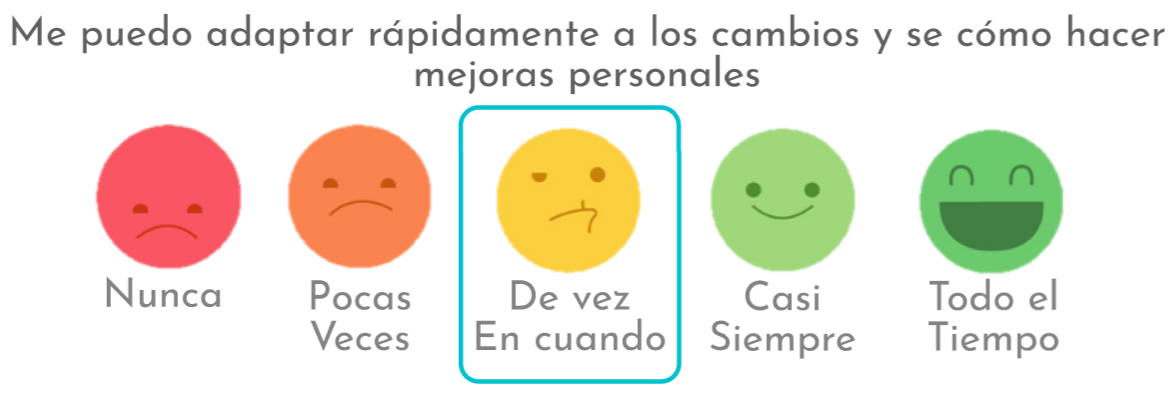 Me puedo adaptar rápidamente a los cambios y se cómo hacer
mejoras personales
Nunca
Pocas
Veces
De vez
En cuando
Casi
Siempre
Todo el
Tiempo